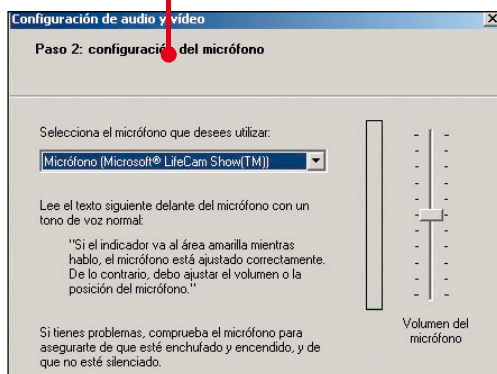 Configuración de audio y vídeo
Paso 2: configuración del micrófono
Selecciona el micrófono que desees utilizar:
Micrófono (Microsoft® LifeCam Show(TM))
Lee el texto siguiente delante del micrófono con un
tono de voz normal:
"Si el indicador va al área amarilla mientras
hablo, el micrófono está ajustado correctamente.
De lo contrario, debo ajustar el volumen o la
posición del micrófono."
Si tienes problemas, comprueba el micrófono para
asegurarte de que esté enchufado y encendido, y de
que no esté silenciado.
Volumen del
micrófono